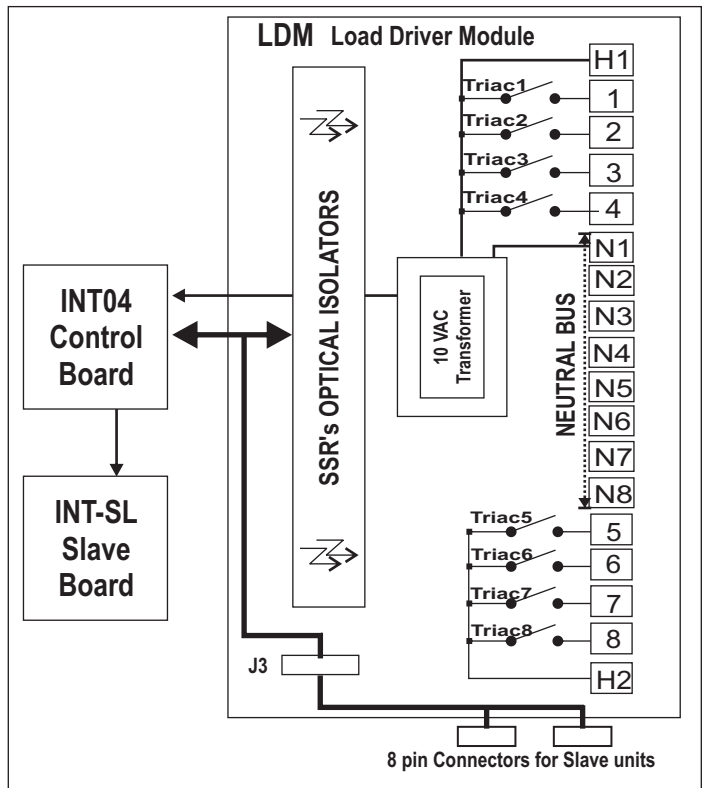 LDM Load Driver Module
H1
Triac1
1
Triac2
2
Triac3
3
Triac4
4
SSR's OPTICAL ISOLATORS
10 VAC
Transformer
NEUTRAL BUS
N1
N2
N3
N4
N5
N6
N7
N8
INT04
Control
Board
INT-SL
Slave
Board
Triac5
5
Triac6
6
Triac7
7
Triac8
8
H2
J3
8 pin Connectors for Slave units